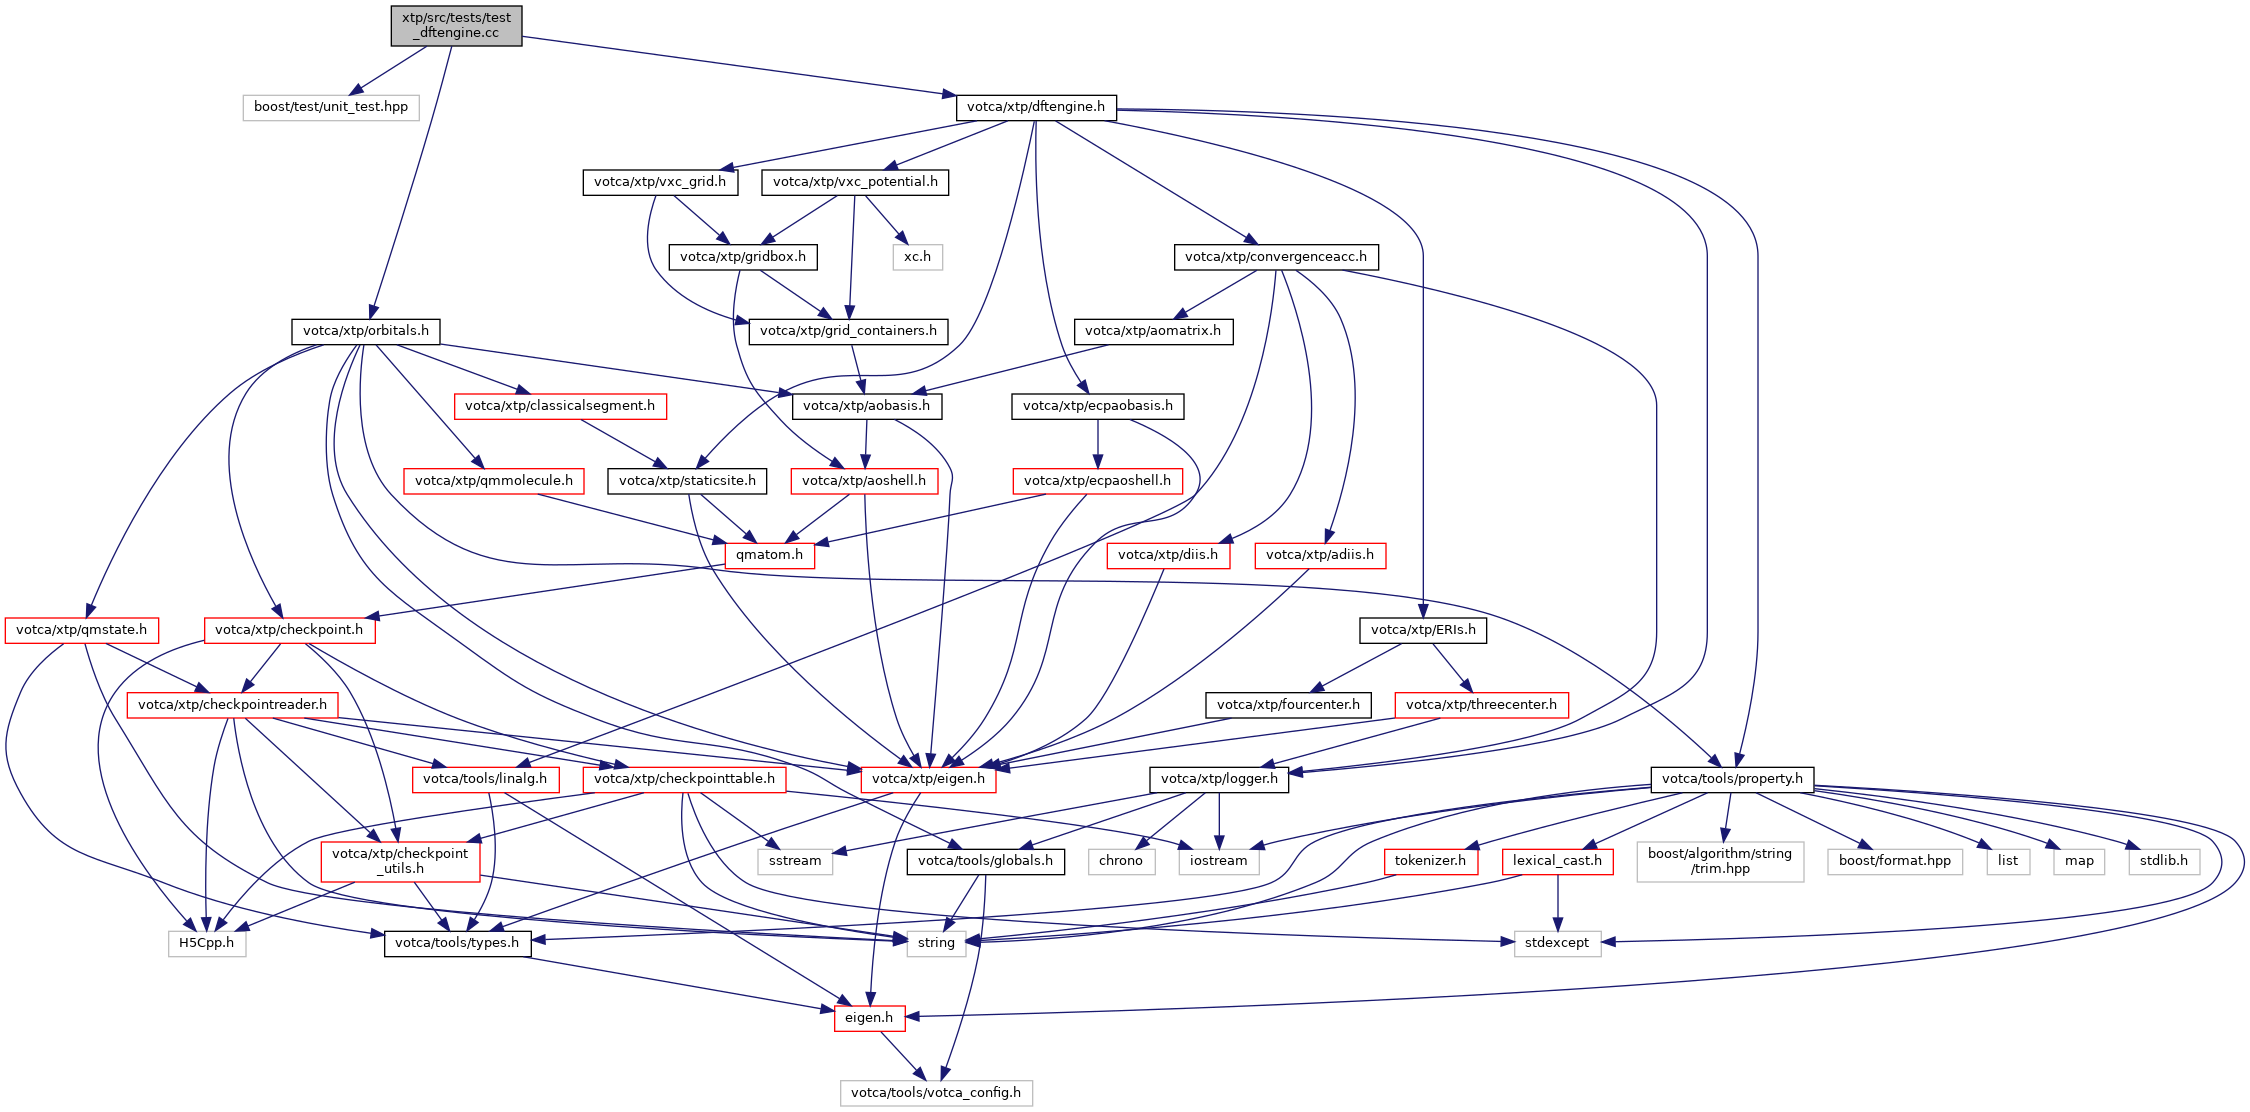 xtp/src/tests/test
_dftengine.cc
boost/test/unit_test.hpp
votca/xtp/dftengine.h
votca/xtp/vxc_grid.h
votca/xtp/vxc_potential.h
votca/xtp/gridbox.h
xc.h
votca/xtp/convergenceacc.h
votca/xtp/orbitals.h
votca/xtp/grid_containers.h
votca/xtp/aomatrix.h
votca/xtp/classicalsegment.h
votca/xtp/aobasis.h
votca/xtp/ecpaobasis.h
votca/xtp/qmmolecule.h
votca/xtp/staticsite.h
votca/xtp/aoshell.h
votca/xtp/ecpaoshell.h
qmatom.h
votca/xtp/diis.h
votca/xtp/adiis.h
votca/xtp/qmstate.h
votca/xtp/checkpoint.h
votca/xtp/ERIs.h
votca/xtp/checkpointreader.h
votca/xtp/fourcenter.h
votca/xtp/threecenter.h
votca/tools/linalg.h
votca/xtp/checkpointtable.h
votca/xtp/eigen.h
votca/xtp/logger.h
votca/tools/property.h
votca/xtp/checkpoint
_utils.h
sstream
votca/tools/globals.h
chrono
iostream
tokenizer.h
lexical_cast.h
boost/algorithm/string
/trim.hpp
boost/format.hpp
list
map
stdlib.h
H5Cpp.h
votca/tools/types.h
string
stdexcept
eigen.h
votca/tools/votca_config.h